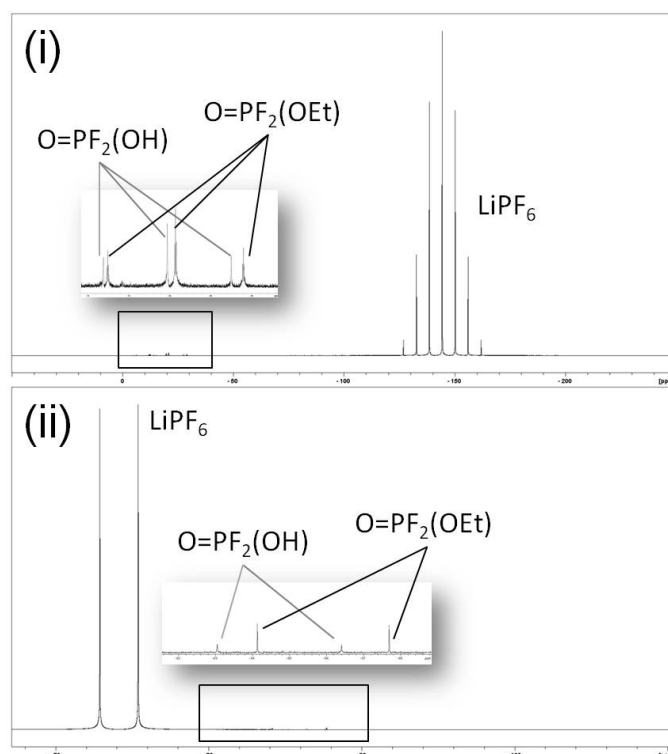 (i)
O=PF₂(OEt)
O=PF₂(OH)
LiPF₆
0 -50 -100 -150 -200
(ii)
LiPF₆
O=PF₂(OEt)
O=PF₂(OH)